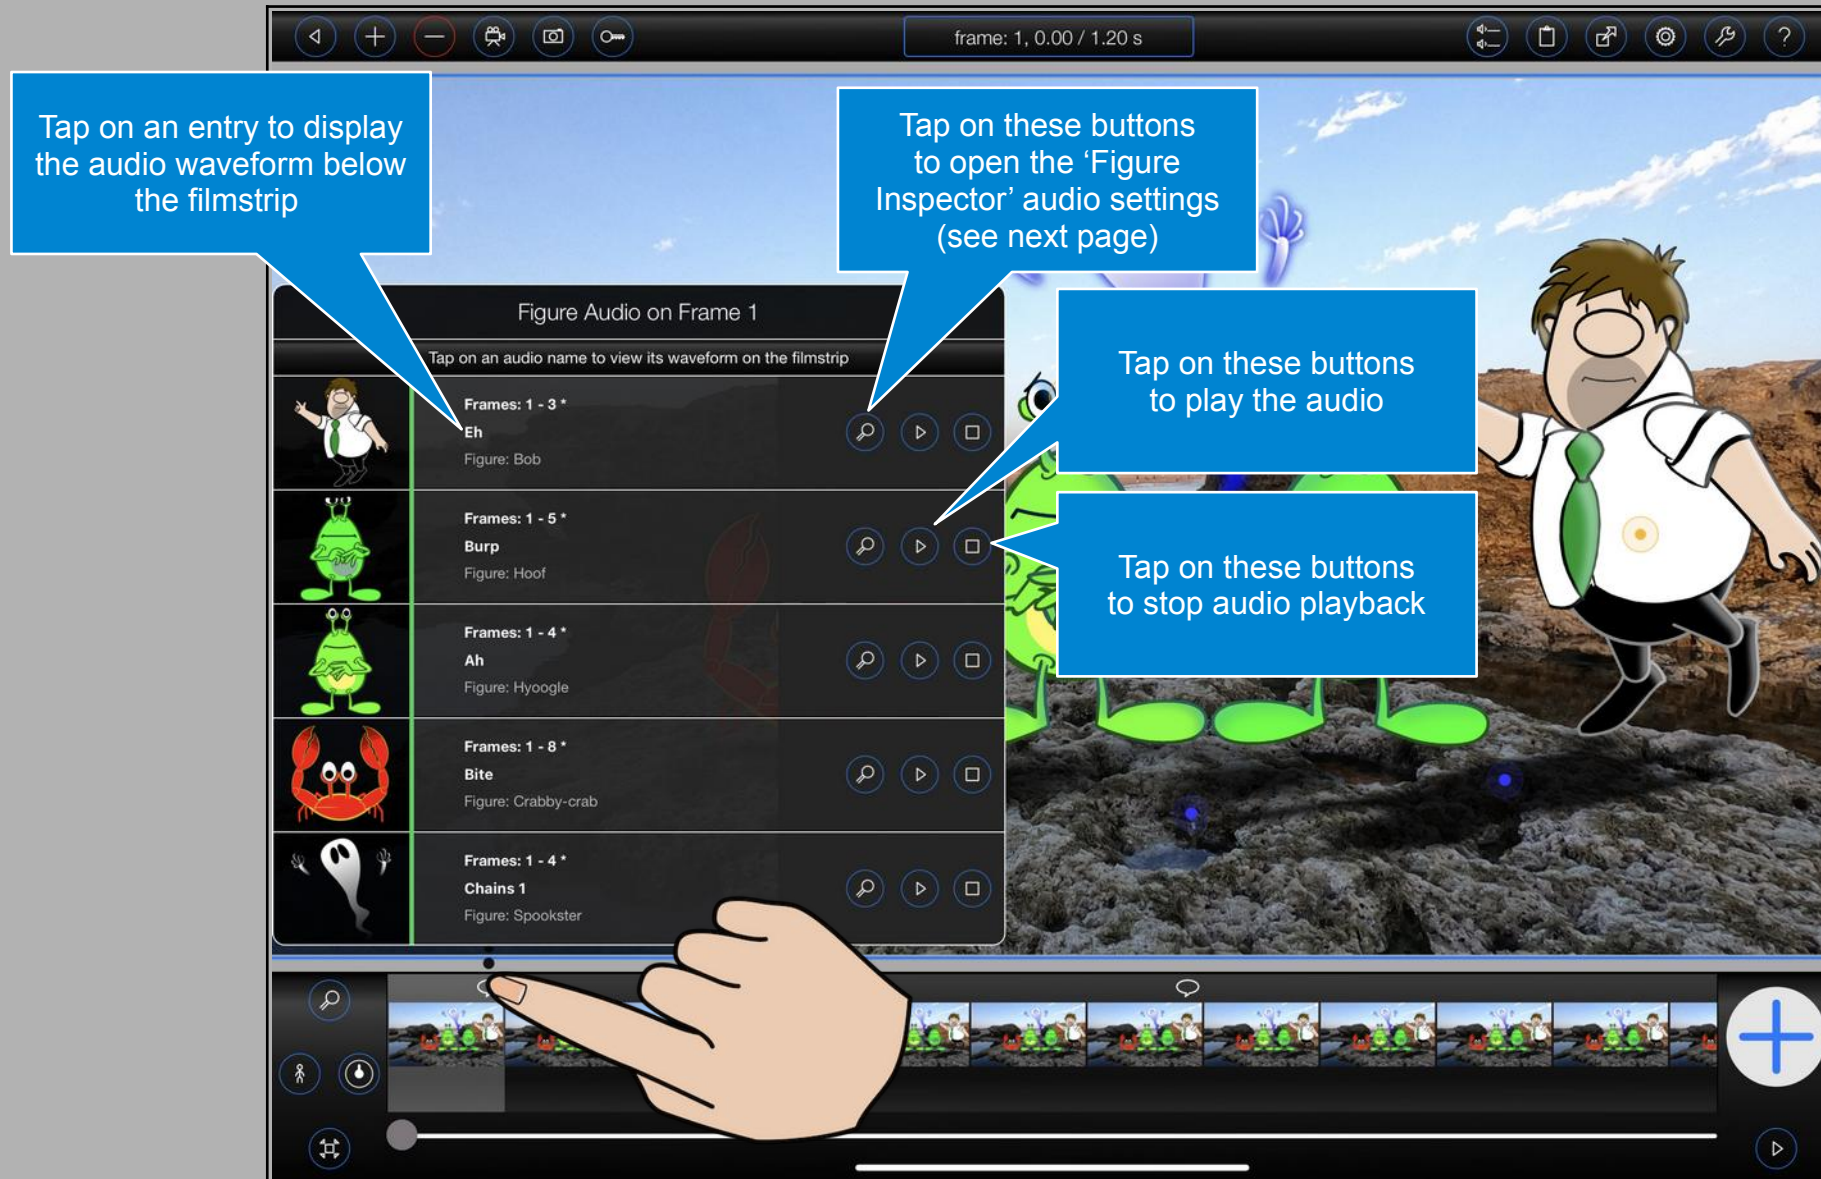 frame: 1, 0.00 / 1.20 s
Tap on an entry to display
the audio waveform below
the filmstrip
Tap on these buttons
to open the ‘Figure
Inspector’ audio settings
(see next page)
Figure Audio on Frame 1
Tap on an audio name to view its waveform on the filmstrip
Tap on these buttons
to play the audio
Tap on these buttons
to stop audio playback
Frames: 1 - 3 *
Eh
Figure: Bob
Frames: 1 - 5 *
Burp
Figure: Hoof
Frames: 1 - 4 *
Ah
Figure: Hyoogle
Frames: 1 - 8 *
Bite
Figure: Crabby-crab
Frames: 1 - 4 *
Chains 1
Figure: Spookster